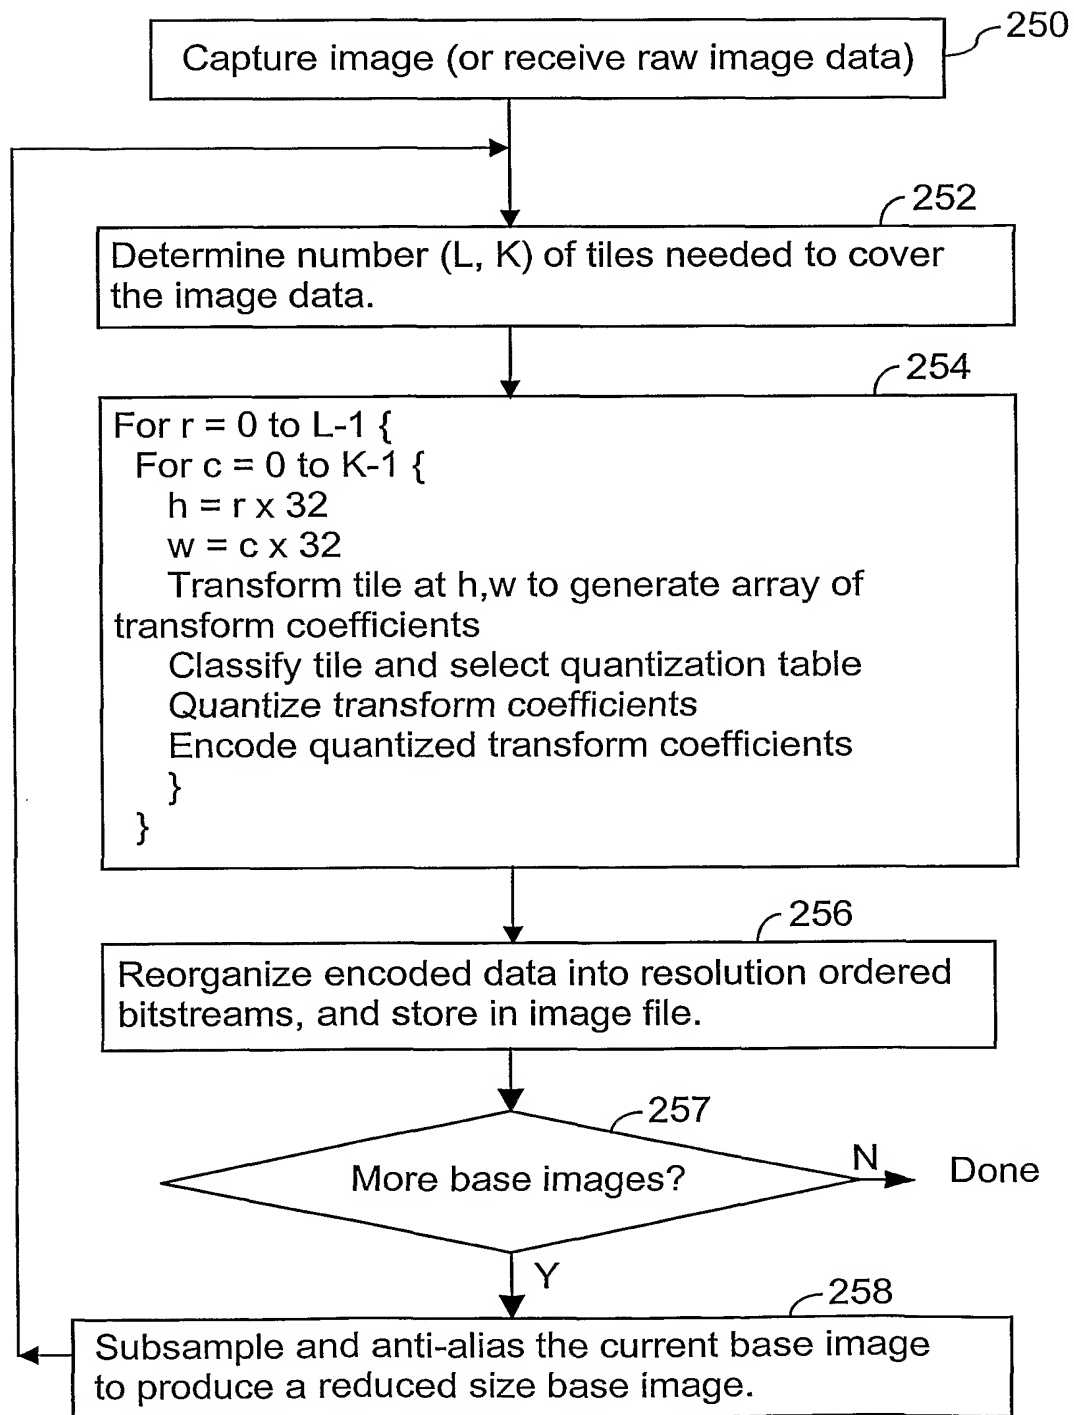 250
Capture image (or receive raw image data)
252
Determine number (L, K) of tiles needed to cover
the image data.
254
For r = 0 to L-1 {
For c = 0 to K-1 {
h = r x 32
w = c x 32
Transform tile at h,w to generate array of
transform coefficients
Classify tile and select quantization table
Quantize transform coefficients
Encode quantized transform coefficients
}
}
256
Reorganize encoded data into resolution ordered
bitstreams, and store in image file.
257
More base images?
N
Done
Y
258
Subsample and anti-alias the current base image
to produce a reduced size base image.